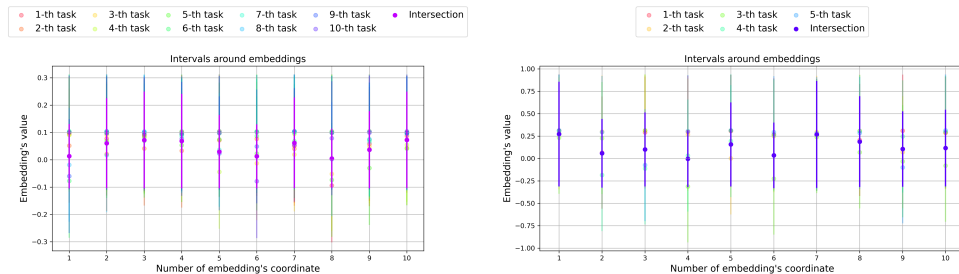 1-th task 3-th task 5-th task 7-th task 9-th task Intersection
2-th task 4-th task 6-th task 8-th task 10-th task
Intervals around embeddings
0.3
0.2
0.1
0.0
−0.1
−0.2
−0.3
Embedding's value
1 2 3 4 5 6 7 8 9 10
Number of embedding's coordinate
1-th task 3-th task 5-th task
2-th task 4-th task Intersection
Intervals around embeddings
1.00
0.75
0.50
0.25
0.00
−0.25
−0.50
−0.75
−1.00
Embedding's value
1 2 3 4 5 6 7 8 9 10
Number of embedding's coordinate